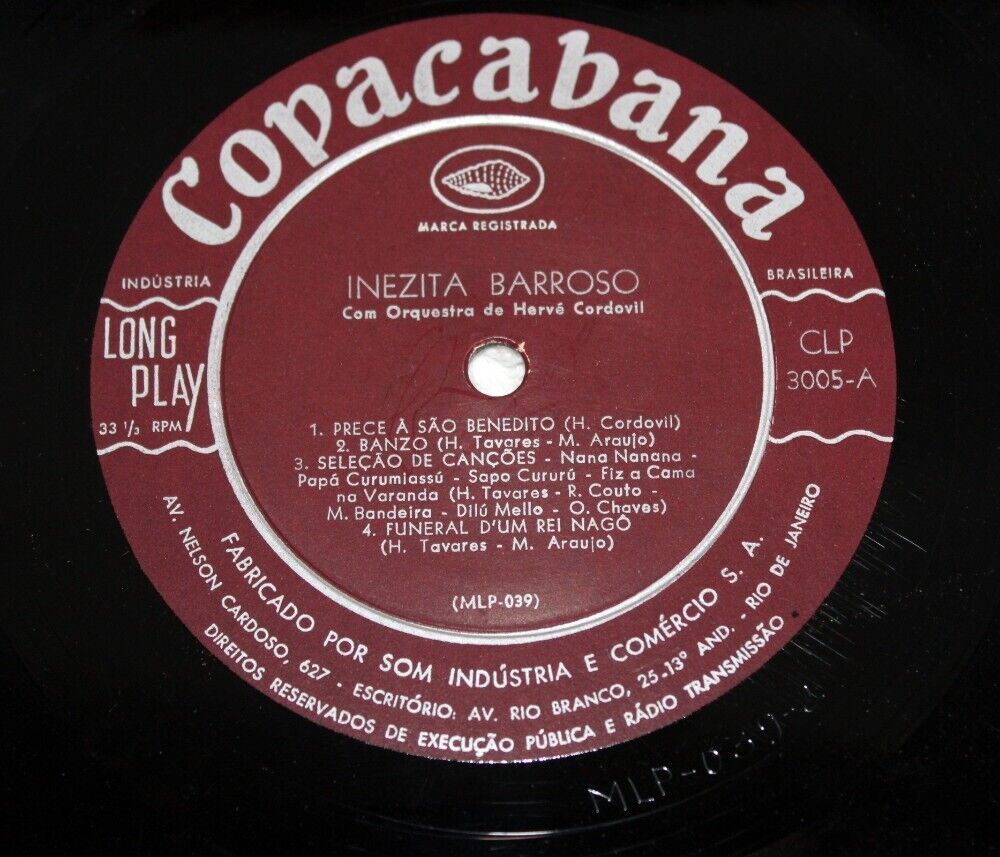 Copacabana
MARCA REGISTRADA
INDÚSTRIA
BRASILEIRA
INEZITA BARROSO
Com Orquestra de Hervé Cordovil
LONG
PLAY
33 1/3 RPM
CLP
3005-A
1. PRECE À SÃO BENEDITO (H. Cordovil)
2. BANZO (H. Tavares - M. Araujo)
3. SELEÇÃO DE CANÇÕES - Nana Nanana -
Papá Curumiassú - Sapo Cururú - Fiz a Cama
na Varanda (H. Tavares - R. Couto -
M. Bandeira - Dilú Mello - O. Chaves)
4. FUNERAL D'UM REI NAGÔ
(H. Tavares - M. Araujo)
(MLP-039)
FABRICADO POR SOM INDÚSTRIA E COMÉRCIO S. A.
AV. NELSON CARDOSO, 627 - ESCRITÓRIO: AV. RIO BRANCO, 25-13º AND. - RIO DE JANEIRO
DIREITOS RESERVADOS DE EXECUÇÃO PÚBLICA E RÁDIO TRANSMISSÃO
MLP-039-